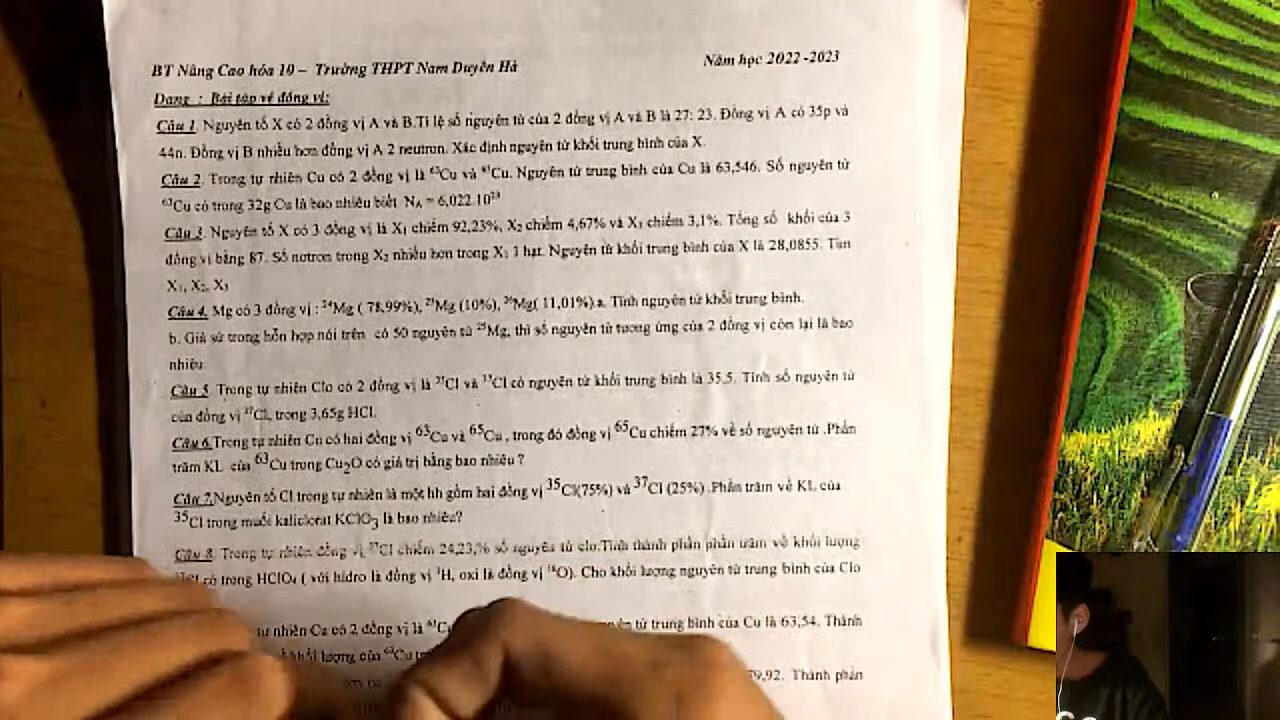 BT Nâng Cao hóa 10 – Trường THPT Nam Duyên Hà Năm học 2022 -2023
Dạng : Bài tập về đồng vị:
Câu 1. Nguyên tố X có 2 đồng vị A và B.Tỉ lệ số nguyên tử của 2 đồng vị A và B là 27: 23. Đồng vị A có 35p và
44n. Đồng vị B nhiều hơn đồng vị A 2 neutron. Xác định nguyên tử khối trung bình của X.
Câu 2. Trong tự nhiên Cu có 2 đồng vị là ⁶³Cu và Cu. Nguyên tử trung bình của Cu là 63,546. Số nguyên tử
⁶³Cu có trong 32g Cu là bao nhiêu biết N_A = 6,022.10²³
Câu 3. Nguyên tố X có 3 đồng vị là X₁ chiếm 92,23%, X₂ chiếm 4,67% và X₃ chiếm 3,1%. Tổng số khối của 3
đồng vị bằng 87. Số nơtron trong X₂ nhiều hơn trong X₁ 1 hạt. Nguyên tử khối trung bình của X là 28,0855. Tìm
X₁, X₂, X₃
Câu 4. Mg có 3 đồng vị : ²⁴Mg ( 78,99%), ²⁵Mg (10%), ²⁶Mg( 11,01%).a. Tính nguyên tử khối trung bình.
b. Giả sử trong hỗn hợp nói trên có 50 nguyên tử ²⁵Mg, thì số nguyên tử tương ứng của 2 đồng vị còn lại là bao
nhiêu
Câu 5. Trong tự nhiên Clo có 2 đồng vị là Cl và Cl có nguyên tử khối trung bình là 35,5. Tính số nguyên tử
của đồng vị Cl, trong 3,65g HCl.
Câu 6.Trong tự nhiên Cu có hai đồng vị ⁶³Cu và ⁶⁵Cu , trong đó đồng vị ⁶⁵Cu chiếm 27% về số nguyên tử .Phần
trăm KL của ⁶³Cu trong Cu₂O có giá trị bằng bao nhiêu ?
Câu 7.Nguyên tố Cl trong tự nhiên là một hh gồm hai đồng vị ³⁵Cl(75%) và ³⁷Cl (25%) .Phần trăm về KL của
³⁵Cl trong muối kaliclorat KClO₃ là bao nhiêu?
Câu 8. Trong tự nhiên đồng vị ³⁷Cl chiếm 24,23,% số nguyên tử clo.Tính thành phần phần trăm về khối lượng
Cl có trong HClO₄ ( với hidro là đồng vị ¹H, oxi là đồng vị ¹⁶O). Cho khối lượng nguyên tử trung bình của Clo
tự nhiên Cu có 2 đồng vị là tử trung bình của Cu là 63,54. Thành
khối lượng của Cu
79,92. Thành phần